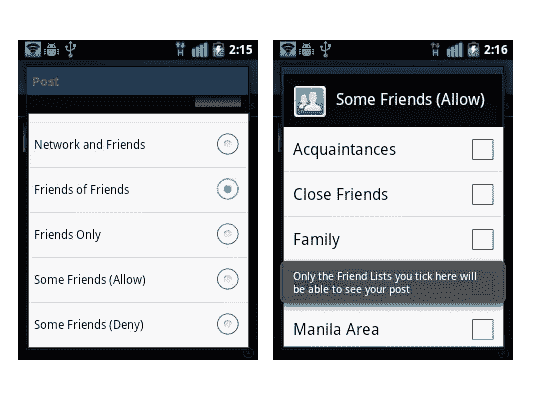 2:15
Post
Network and Friends
Friends of Friends
Friends Only
Some Friends (Allow)
Some Friends (Deny)
2:16
Some Friends (Allow)
Acquaintances
Close Friends
Family
Only the Friend Lists you tick here will
be able to see your post
Manila Area